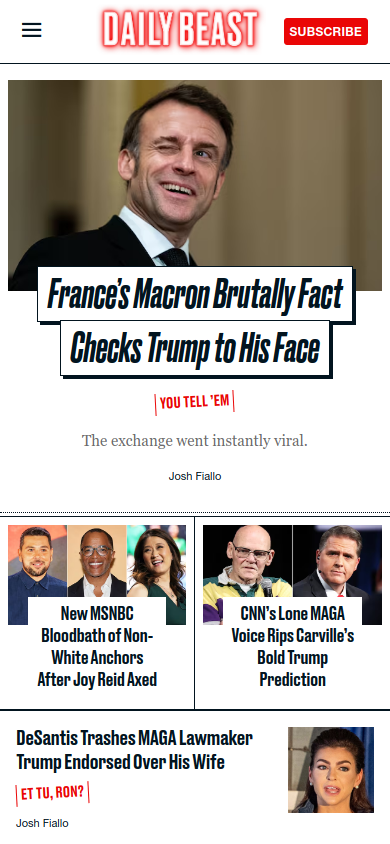 DAILY BEAST
SUBSCRIBE
France’s Macron Brutally Fact
Checks Trump to His Face
YOU TELL ’EM
The exchange went instantly viral.
Josh Fiallo
New MSNBC
Bloodbath of Non-
White Anchors
After Joy Reid Axed
CNN’s Lone MAGA
Voice Rips Carville’s
Bold Trump
Prediction
DeSantis Trashes MAGA Lawmaker
Trump Endorsed Over His Wife
ET TU, RON?
Josh Fiallo